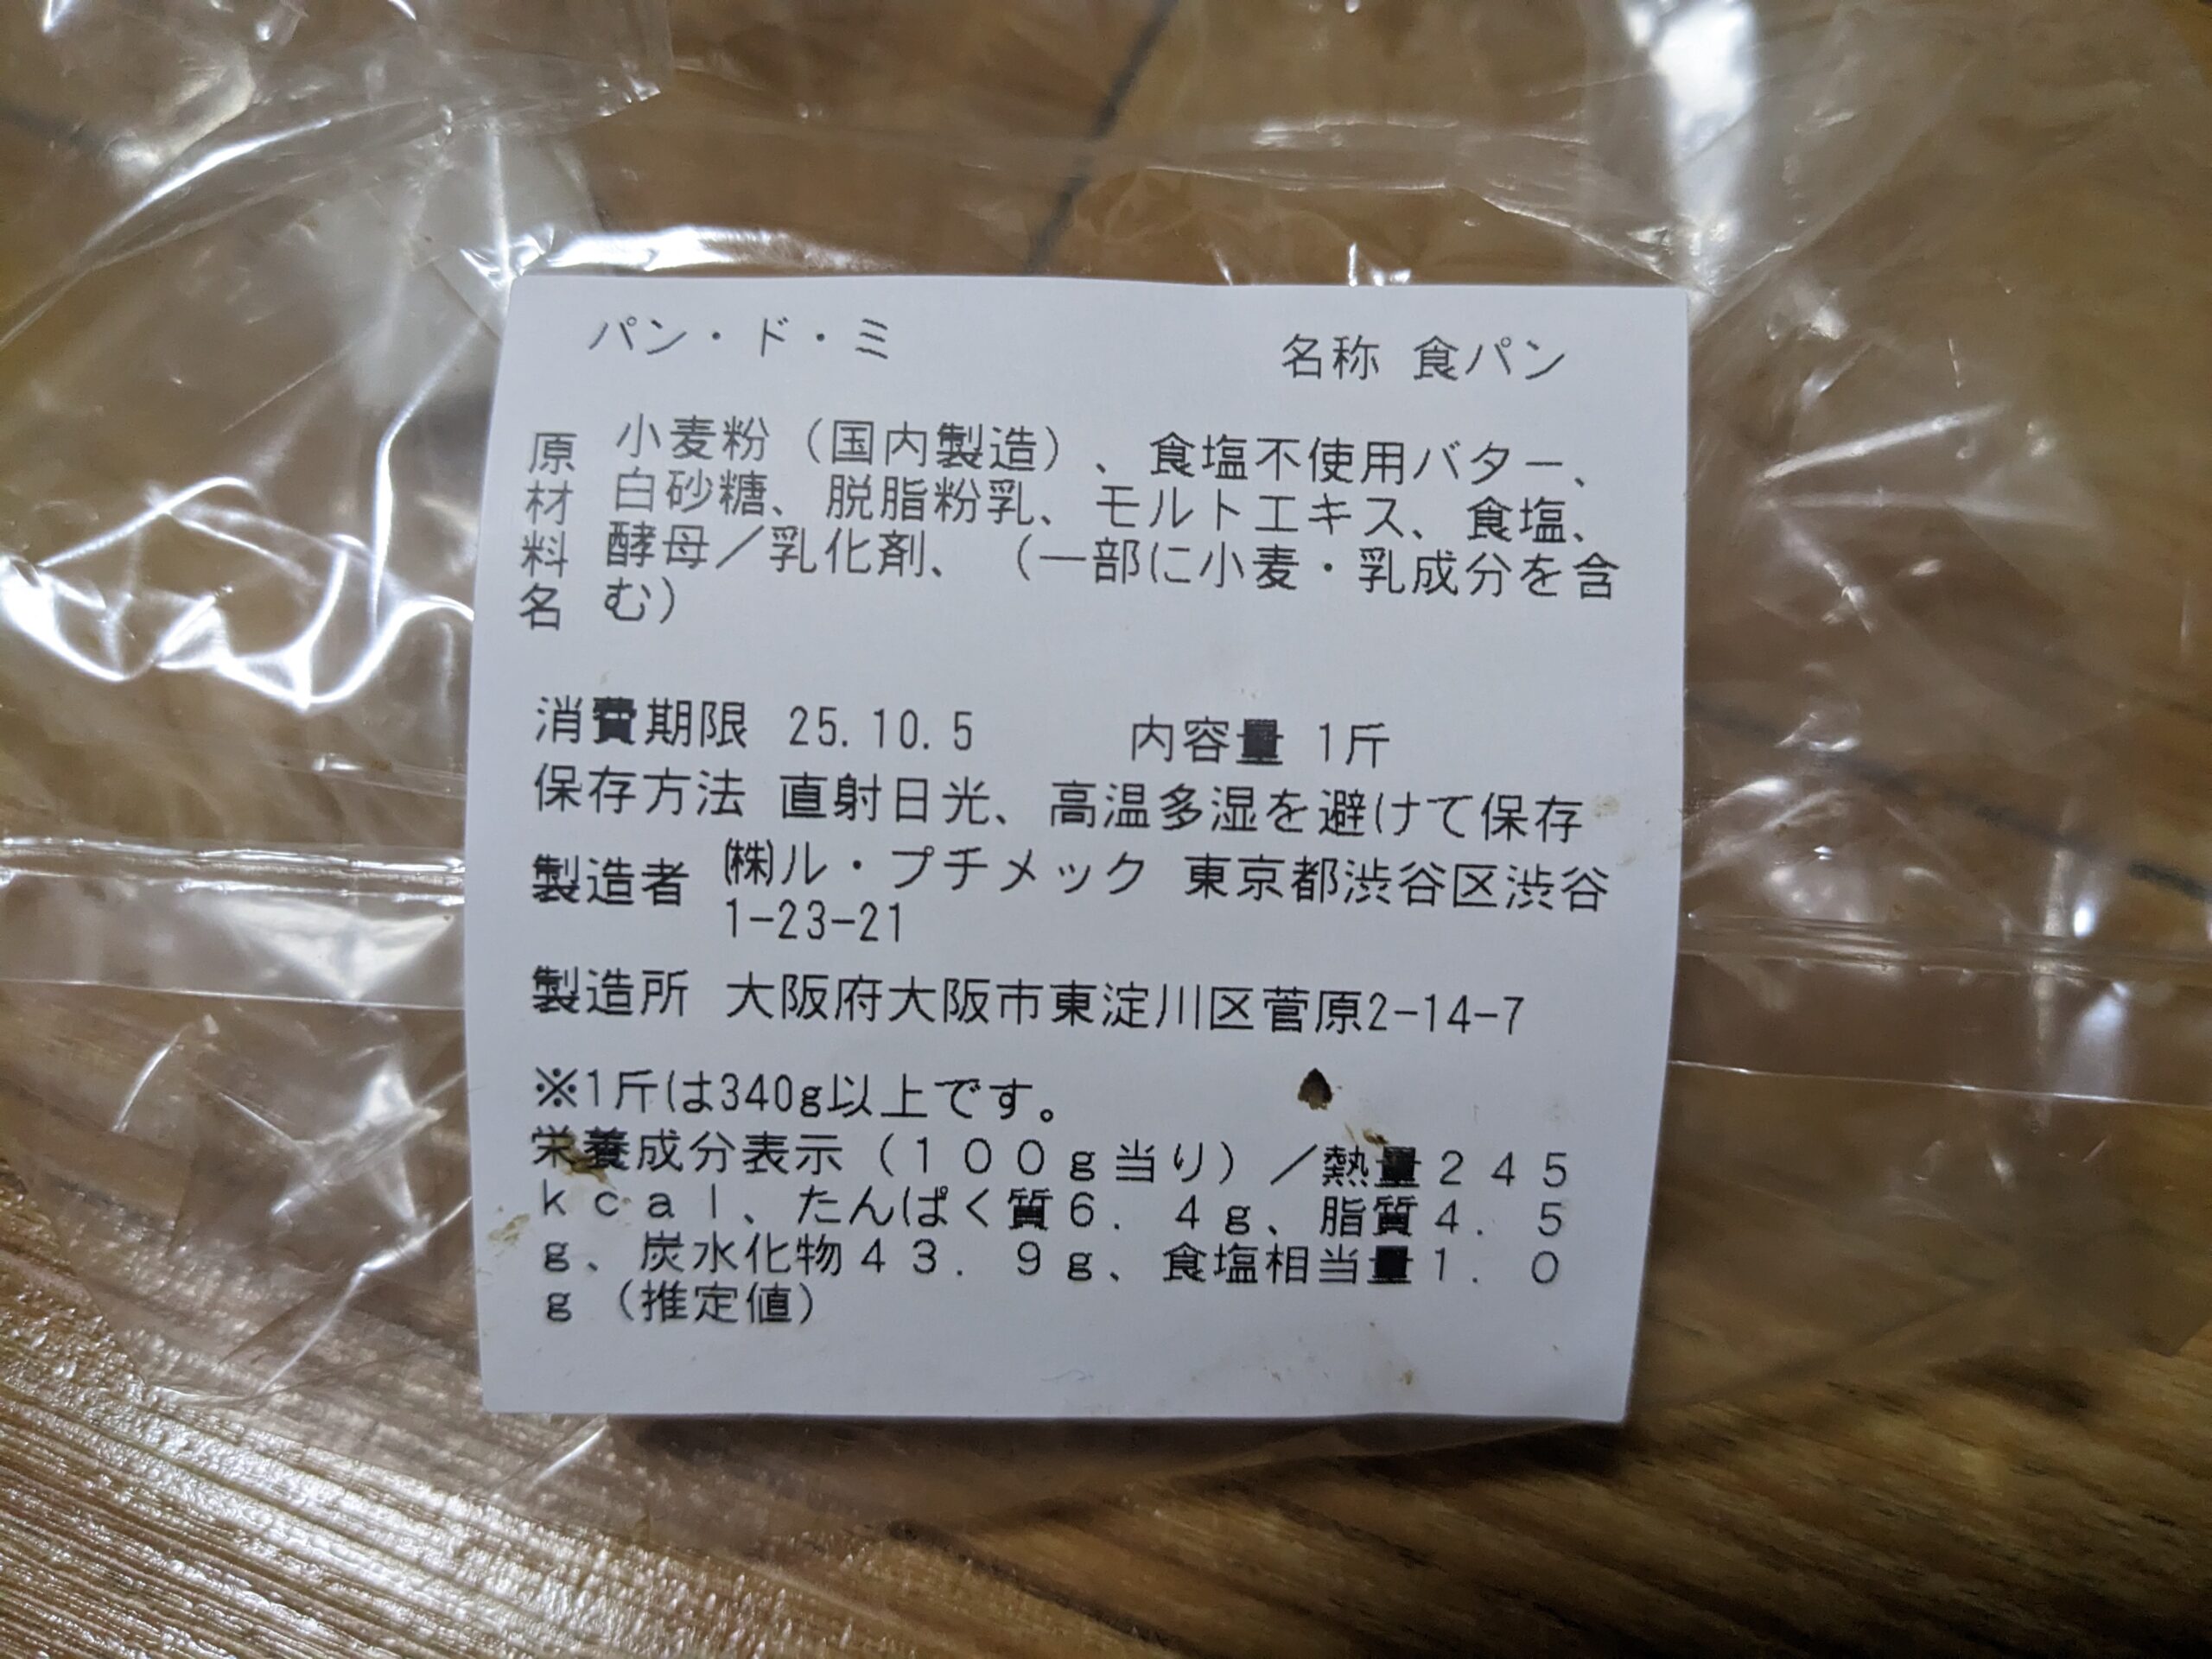 パン・ド・ミ 名称 食パン
原材料名 小麦粉（国内製造）、食塩不使用バター、
白砂糖、脱脂粉乳、モルトエキス、食塩、
酵母／乳化剤、（一部に小麦・乳成分を含
む）
消費期限 25.10.5 内容量 1斤
保存方法 直射日光、高温多湿を避けて保存
製造者 ㈱ル・プチメック 東京都渋谷区渋谷
1-23-21
製造所 大阪府大阪市東淀川区菅原2-14-7
※1斤は340g以上です。
栄養成分表示（１００ｇ当り）／熱量２４５
ｋｃａｌ、たんぱく質６．４ｇ、脂質４．５
ｇ、炭水化物４３．９ｇ、食塩相当量１．０
ｇ（推定値）